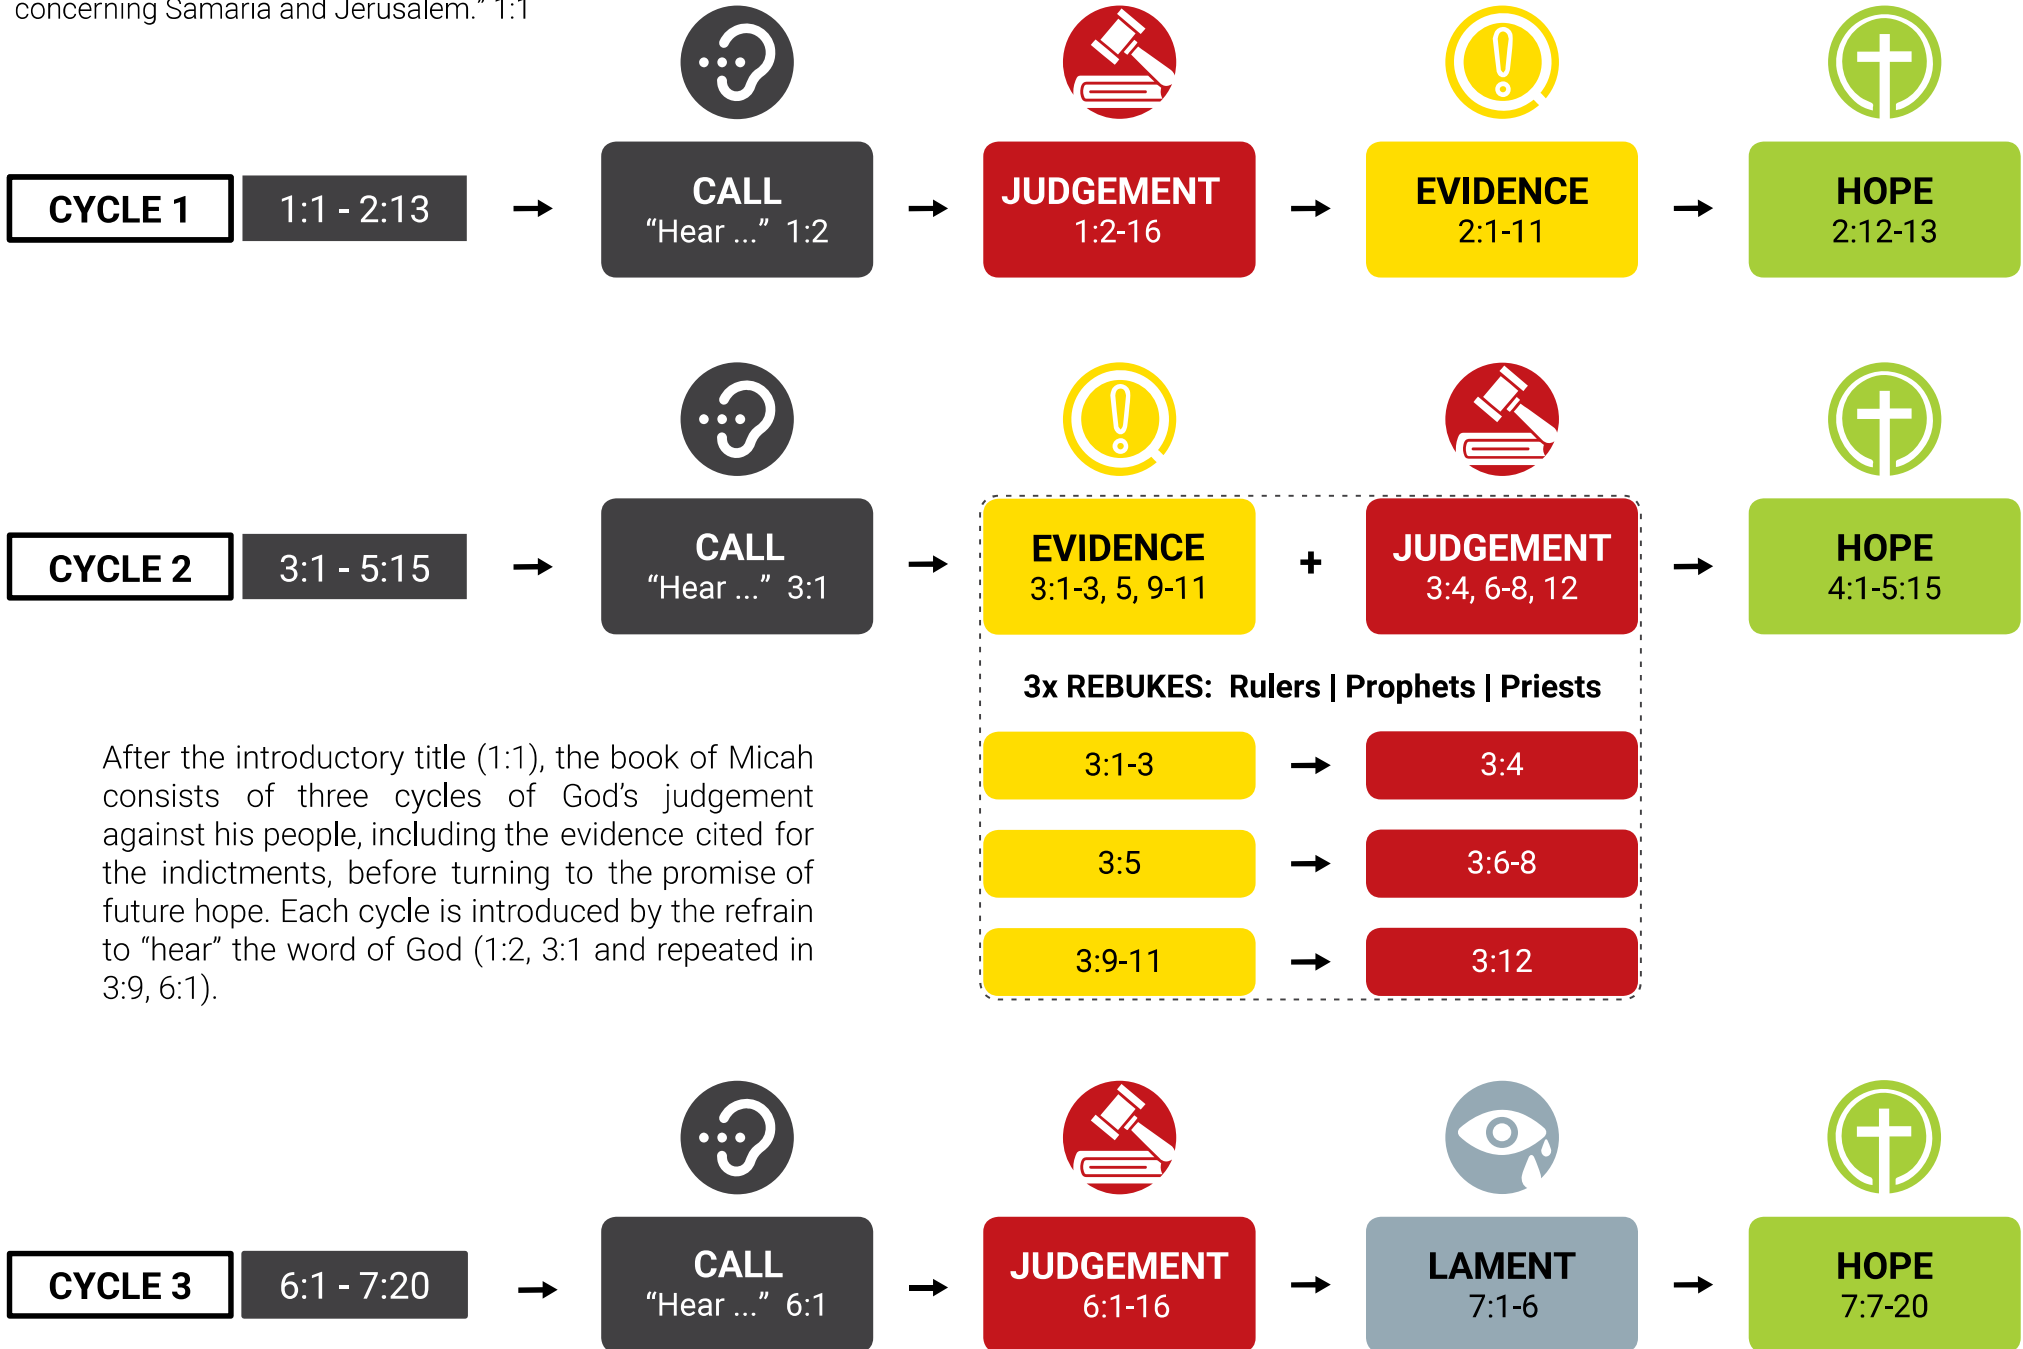 concerning Samaria and Jerusalem." 1:1
CYCLE 1
1:1 - 2:13
CALL
“Hear ...” 1:2
JUDGEMENT
1:2-16
EVIDENCE
2:1-11
HOPE
2:12-13
CYCLE 2
3:1 - 5:15
CALL
“Hear ...” 3:1
EVIDENCE
3:1-3, 5, 9-11
+
JUDGEMENT
3:4, 6-8, 12
HOPE
4:1-5:15
3x REBUKES: Rulers | Prophets | Priests
3:1-3
3:4
3:5
3:6-8
3:9-11
3:12
After the introductory title (1:1), the book of Micah
consists of three cycles of God’s judgement
against his people, including the evidence cited for
the indictments, before turning to the promise of
future hope. Each cycle is introduced by the refrain
to “hear” the word of God (1:2, 3:1 and repeated in
3:9, 6:1).
CYCLE 3
6:1 - 7:20
CALL
“Hear ...” 6:1
JUDGEMENT
6:1-16
LAMENT
7:1-6
HOPE
7:7-20